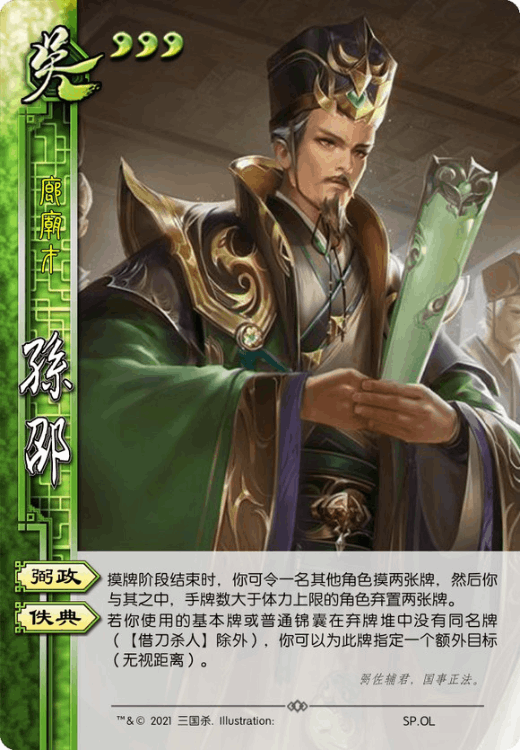 吴
廊廟才
孫邵
弼政
摸牌阶段结束时，你可令一名其他角色摸两张牌，然后你
与其之中，手牌数大于体力上限的角色弃置两张牌。
佚典
若你使用的基本牌或普通锦囊在弃牌堆中没有同名牌
（【借刀杀人】除外），你可以为此牌指定一个额外目标
（无视距离）。
弼佐辅君，国事正法。
™&© 2021 三国杀. Illustration:
SP.OL